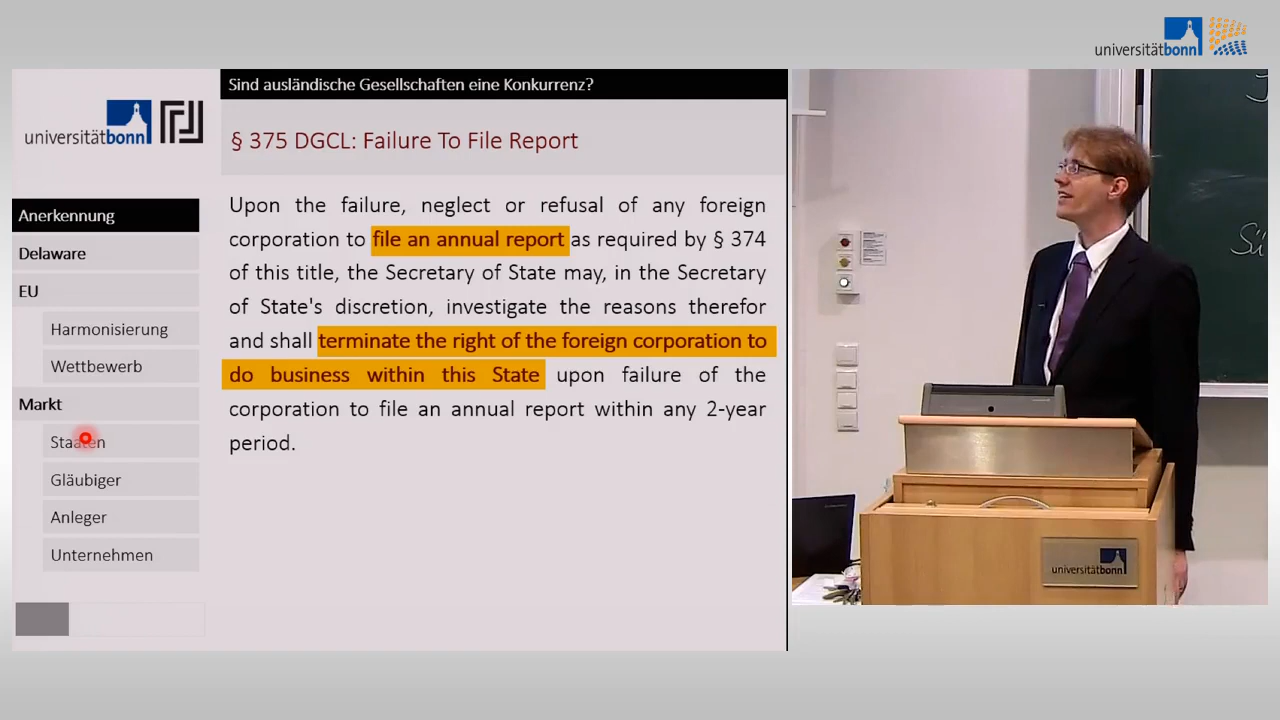 universitätbonn
Sind ausländische Gesellschaften eine Konkurrenz?
universitätbonn
§ 375 DGCL: Failure To File Report
Anerkennung
Delaware
EU
Harmonisierung
Wettbewerb
Markt
Staaten
Gläubiger
Anleger
Unternehmen
Upon the failure, neglect or refusal of any foreign
corporation to file an annual report as required by § 374
of this title, the Secretary of State may, in the Secretary
of State's discretion, investigate the reasons therefor
and shall terminate the right of the foreign corporation to
do business within this State upon failure of the
corporation to file an annual report within any 2-year
period.
universitätbonn